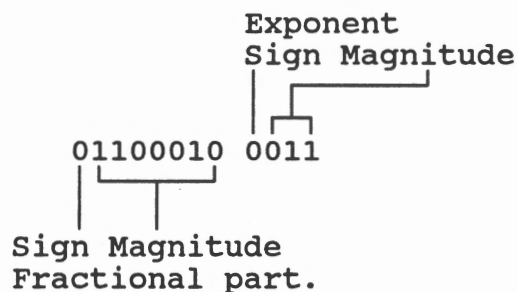 Exponent
Sign Magnitude
01100010 0011
Sign Magnitude
Fractional part.